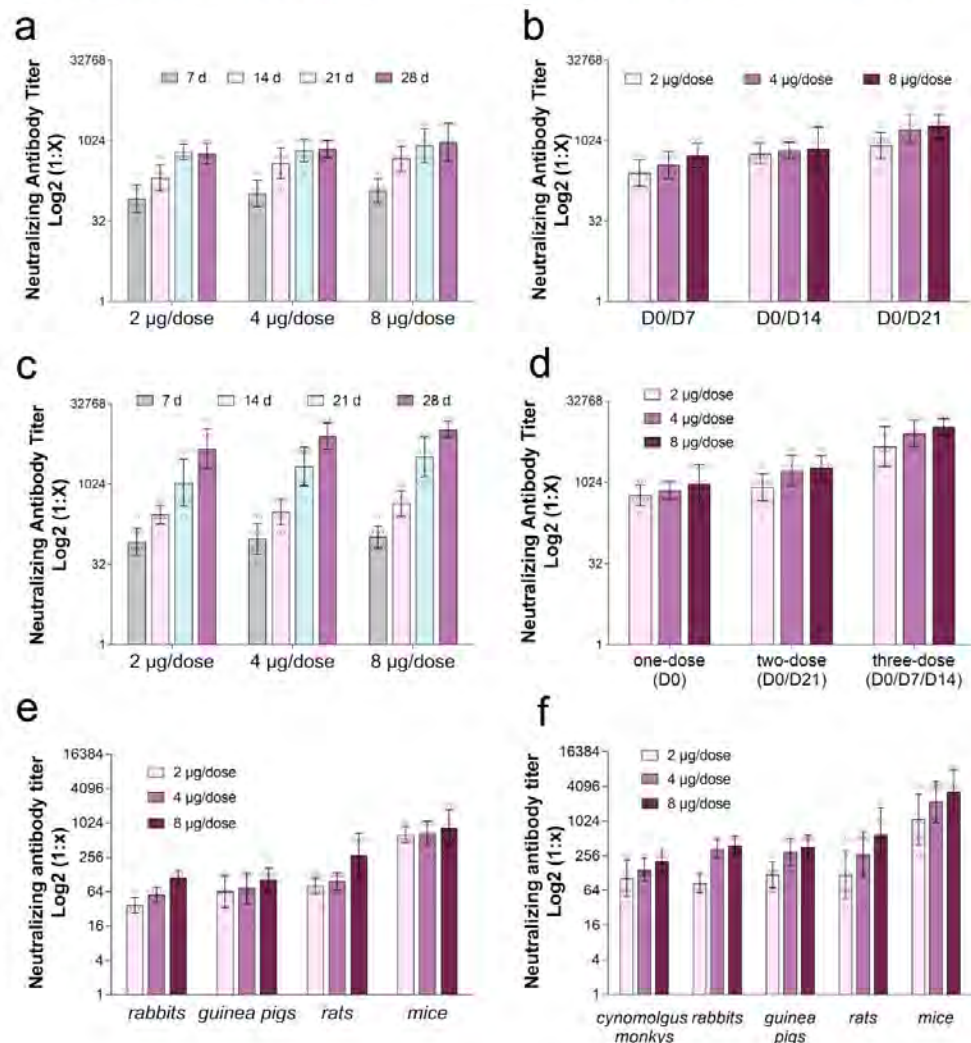 a
Neutralizing Antibody Titer
Log2 (1:X)
32768
1024
32
1
7 d 14 d 21 d 28 d
2 µg/dose 4 µg/dose 8 µg/dose
b
Neutralizing Antibody Titer
Log2 (1:X)
32768
1024
32
1
2 µg/dose 4 µg/dose 8 µg/dose
D0/D7 D0/D14 D0/D21
c
Neutralizing Antibody Titer
Log2 (1:X)
32768
1024
32
1
7 d 14 d 21 d 28 d
2 µg/dose 4 µg/dose 8 µg/dose
d
Neutralizing Antibody Titer
Log2 (1:X)
32768
1024
32
1
2 µg/dose
4 µg/dose
8 µg/dose
one-dose two-dose three-dose
(D0) (D0/D21) (D0/D7/D14)
e
Neutralizing antibody titer
Log2 (1:x)
16384
4096
1024
256
64
16
4
1
2 µg/dose
4 µg/dose
8 µg/dose
rabbits guinea pigs rats mice
f
Neutralizing antibody titer
Log2 (1:x)
16384
4096
1024
256
64
16
4
1
2 µg/dose
4 µg/dose
8 µg/dose
cynomolgus rabbits guinea rats mice
monkys pigs